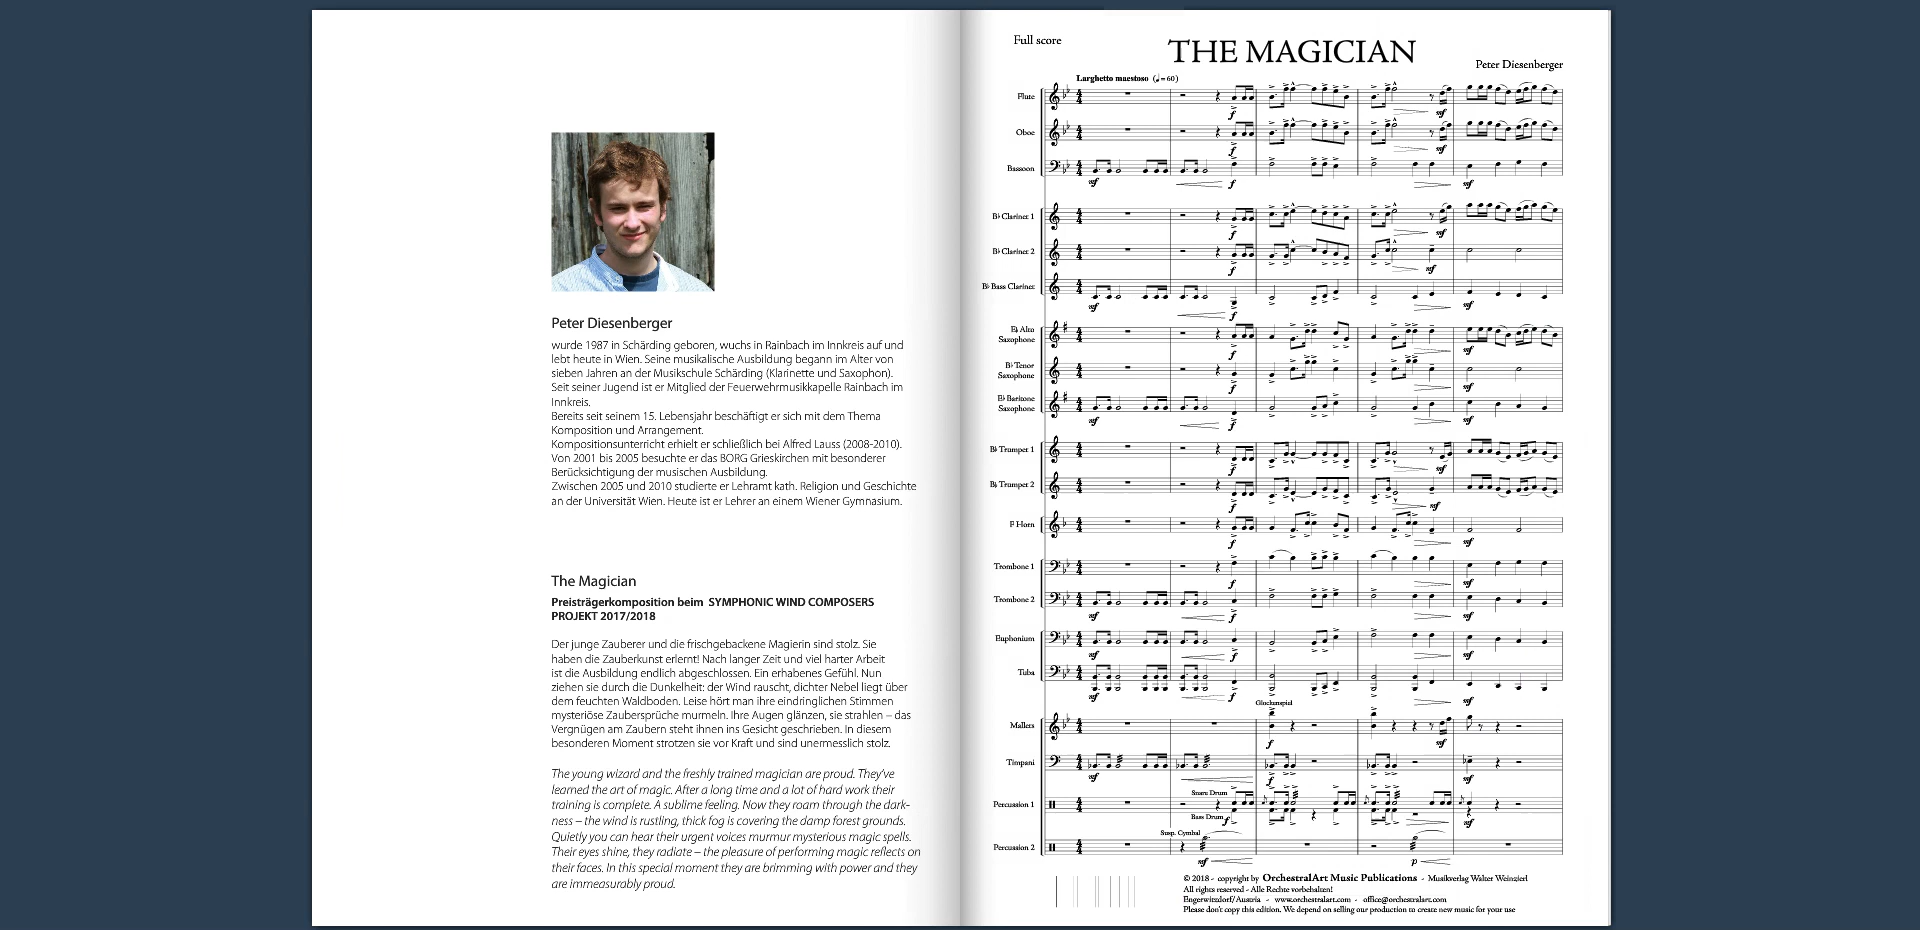 Peter Diesenberger
wurde 1987 in Schärding geboren, wuchs in Rainbach im Innkreis auf und
lebt heute in Wien. Seine musikalische Ausbildung begann im Alter von
sieben Jahren an der Musikschule Schärding (Klarinette und Saxophon).
Seit seiner Jugend ist er Mitglied der Feuerwehrmusikkapelle Rainbach im
Innkreis.
Bereits seit seinem 15. Lebensjahr beschäftigt er sich mit dem Thema
Komposition und Arrangement.
Kompositionsunterricht erhielt er schließlich bei Alfred Lauss (2008-2010).
Von 2001 bis 2005 besuchte er das BORG Grieskirchen mit besonderer
Berücksichtigung der musischen Ausbildung.
Zwischen 2005 und 2010 studierte er Lehramt kath. Religion und Geschichte
an der Universität Wien. Heute ist er Lehrer an einem Wiener Gymnasium.
The Magician
Preisträgerkomposition beim SYMPHONIC WIND COMPOSERS
PROJEKT 2017/2018
Der junge Zauberer und die frischgebackene Magierin sind stolz. Sie
haben die Zauberkunst erlernt! Nach langer Zeit und viel harter Arbeit
ist die Ausbildung endlich abgeschlossen. Ein erhabenes Gefühl. Nun
ziehen sie durch die Dunkelheit: der Wind rauscht, dichter Nebel liegt über
dem feuchten Waldboden. Leise hört man ihre eindringlichen Stimmen
mysteriöse Zaubersprüche murmeln. Ihre Augen glänzen, sie strahlen – das
Vergnügen am Zaubern steht ihnen ins Gesicht geschrieben. In diesem
besonderen Moment strotzen sie vor Kraft und sind unermesslich stolz.
The young wizard and the freshly trained magician are proud. They've
learned the art of magic. After a long time and a lot of hard work their
training is complete. A sublime feeling. Now they roam through the dark-
ness – the wind is rustling, thick fog is covering the damp forest grounds.
Quietly you can hear their urgent voices murmur mysterious magic spells.
Their eyes shine, they radiate – the pleasure of performing magic reflects on
their faces. In this special moment they are brimming with power and they
are immeasurably proud.
Full score
THE MAGICIAN
Peter Diesenberger
Larghetto maestoso (♩=60)
Flute
Oboe
Bassoon
B♭ Clarinet 1
B♭ Clarinet 2
B♭ Bass Clarinet
E♭ Alto
Saxophone
B♭ Tenor
Saxophone
E♭ Baritone
Saxophone
B♭ Trumpet 1
B♭ Trumpet 2
F Horn
Trombone 1
Trombone 2
Euphonium
Tuba
Glockenspiel
Mallets
Timpani
Snare Drum
Percussion 1
Bass Drum
Susp. Cymbal
Percussion 2
© 2018 - copyright by OrchestralArt Music Publications - Musikverlag Walter Weinzierl
All rights reserved - Alle Rechte vorbehalten!
Engerwitzdorf/Austria - www.orchestralart.com - office@orchestralart.com
Please don't copy this edition. We depend on selling our production to create new music for your use